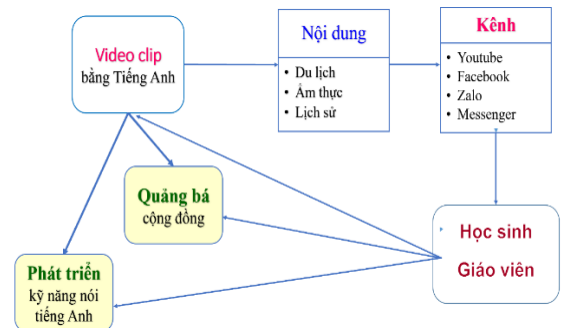 Video clip
bằng Tiếng Anh
Nội dung
• Du lịch
• Ẩm thực
• Lịch sử
Kênh
• Youtube
• Facebook
• Zalo
• Messenger
Quảng bá
cộng đồng
Học sinh
Giáo viên
Phát triển
kỹ năng nói
tiếng Anh